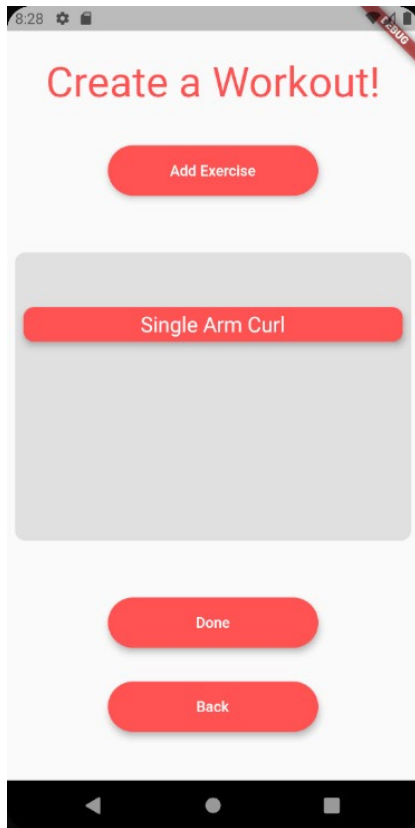 8:28
DEBUG
Create a Workout!
Add Exercise
Single Arm Curl
Done
Back